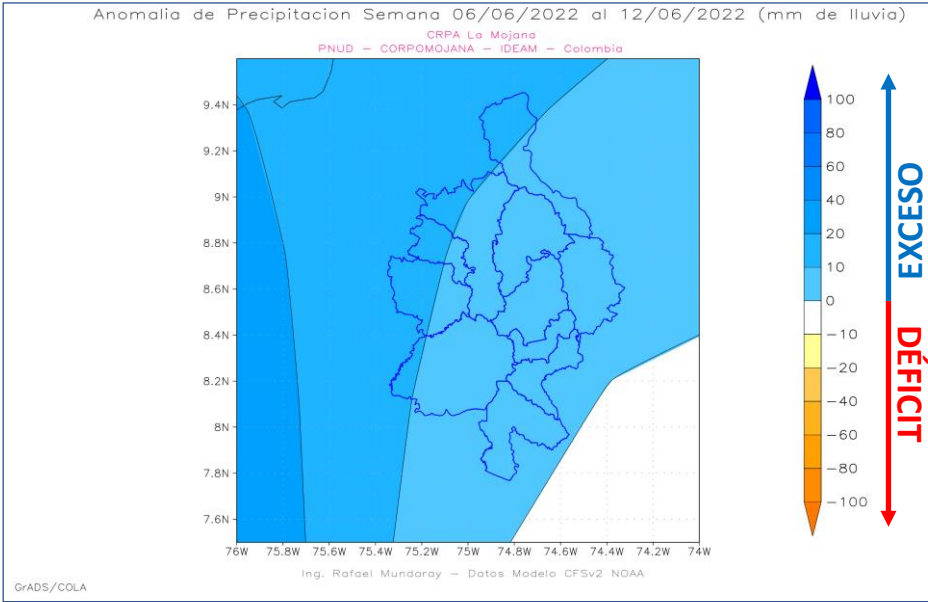 Anomalia de Precipitacion Semana 06/06/2022 al 12/06/2022 (mm de lluvia)
CRPA La Mojana
PNUD – CORPOMOJANA – IDEAM – Colombia
9.4N
9.2N
9N
8.8N
8.6N
8.4N
8.2N
8N
7.8N
7.6N
76W 75.8W 75.6W 75.4W 75.2W 75W 74.8W 74.6W 74.4W 74.2W 74W
100
80
60
40
20
10
0
−10
−20
−40
−60
−80
−100
EXCESO
DÉFICIT
Ing. Rafael Mundaray – Datos Modelo CFSv2 NOAA
GrADS/COLA